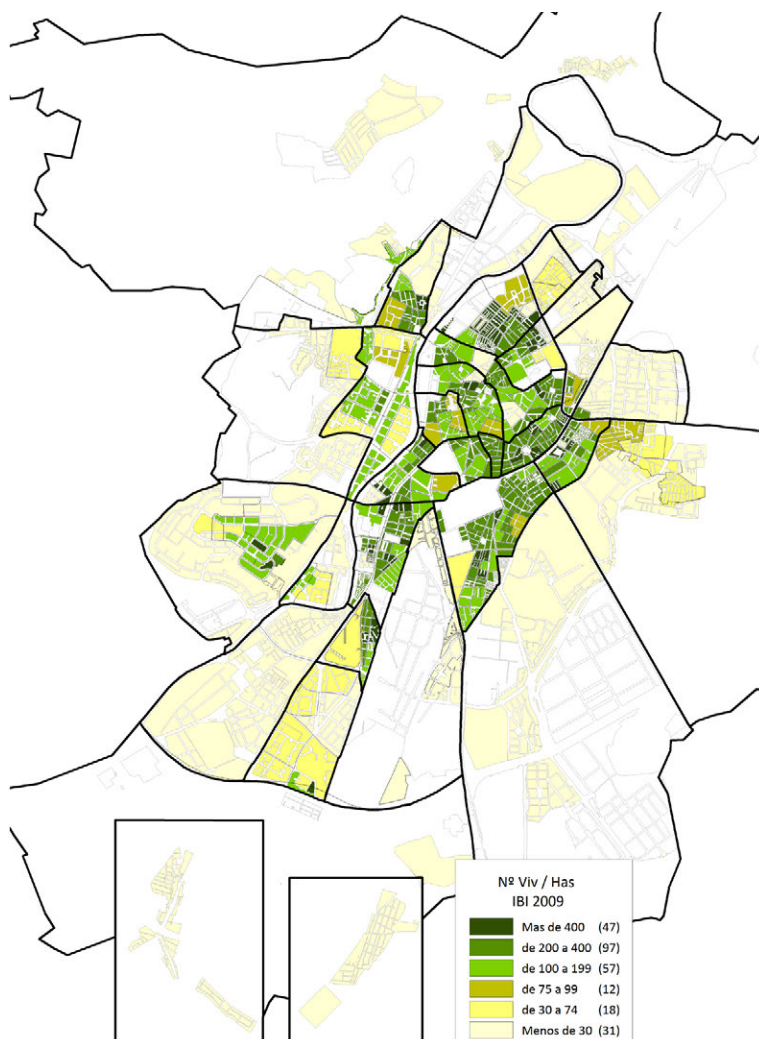 Nº Viv / Has
IBI 2009
Mas de 400 (47)
de 200 a 400 (97)
de 100 a 199 (57)
de 75 a 99 (12)
de 30 a 74 (18)
Menos de 30 (31)